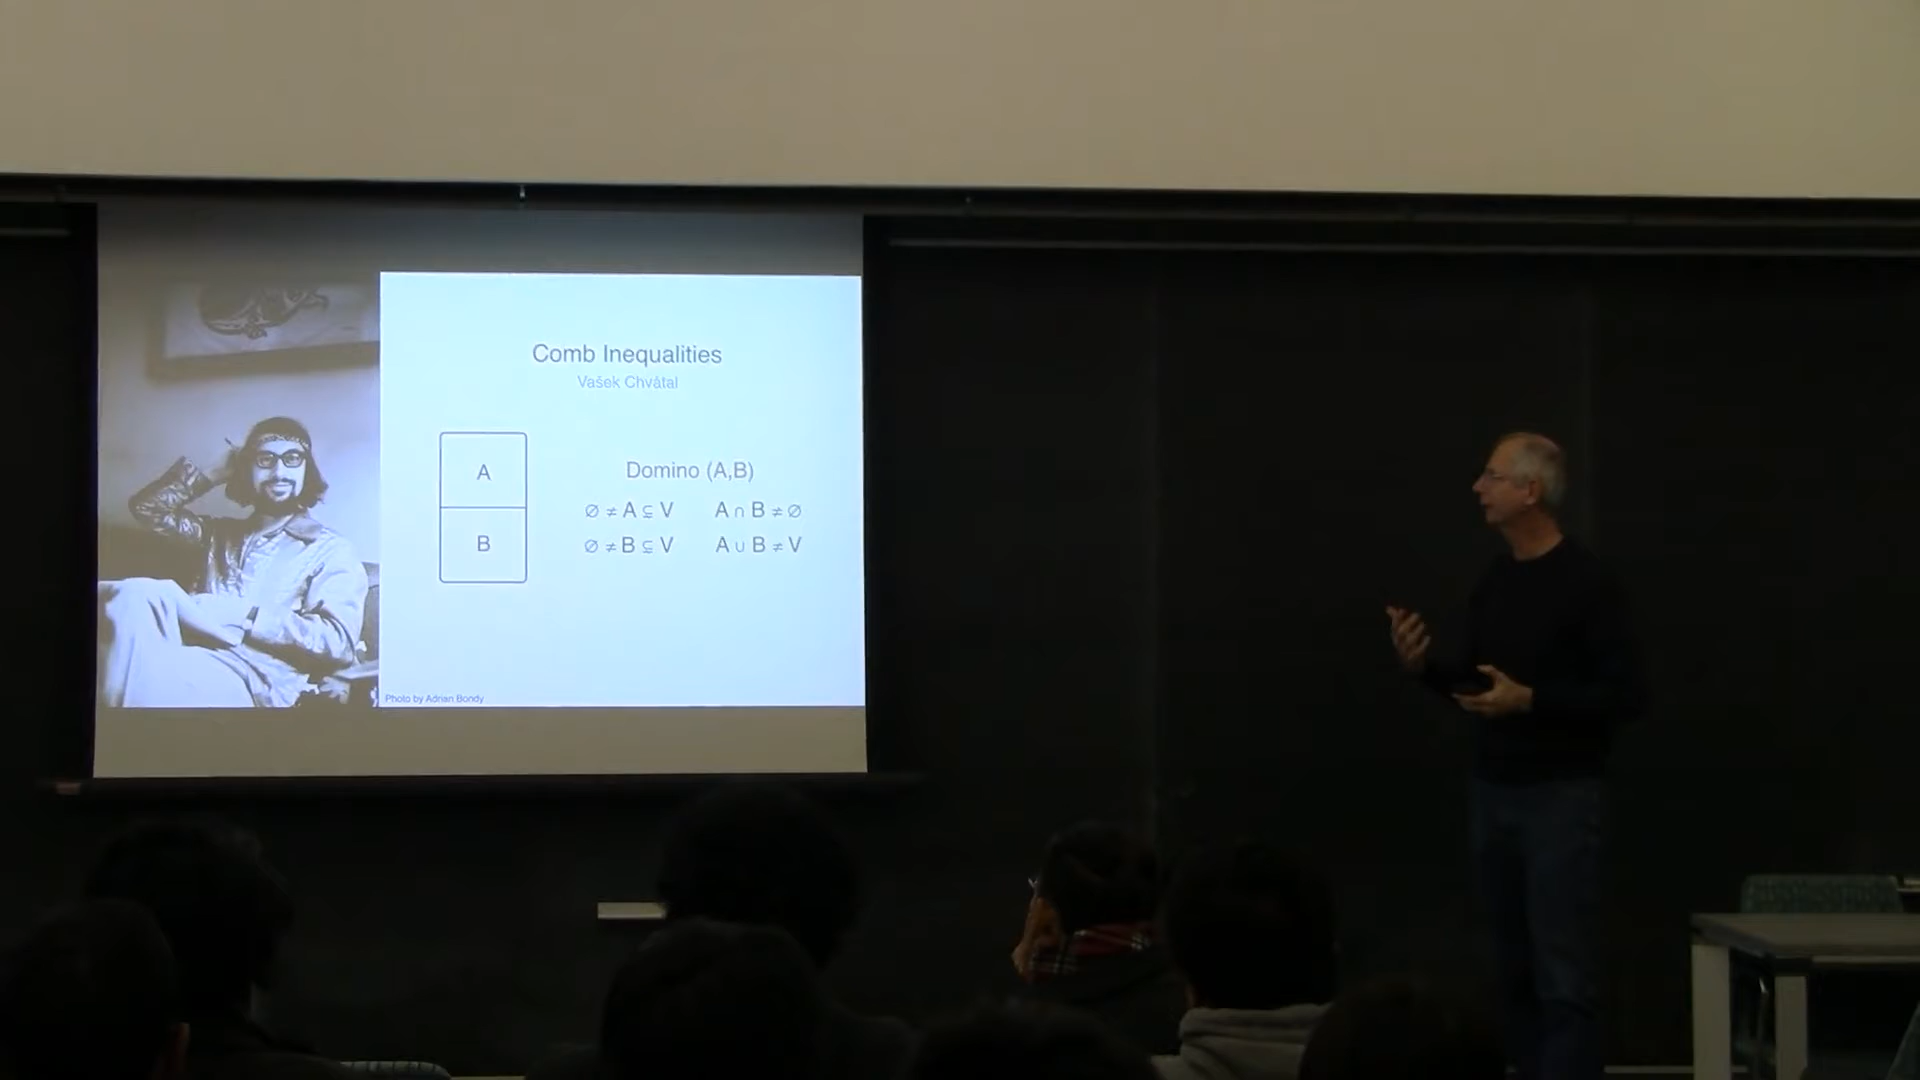 Comb Inequalities
Vašek Chvátal
A
B
Domino (A,B)
∅ ≠ A ⊆ V A ∩ B ≠ ∅
∅ ≠ B ⊆ V A ∪ B ≠ V
Photo by Adrian Bondy